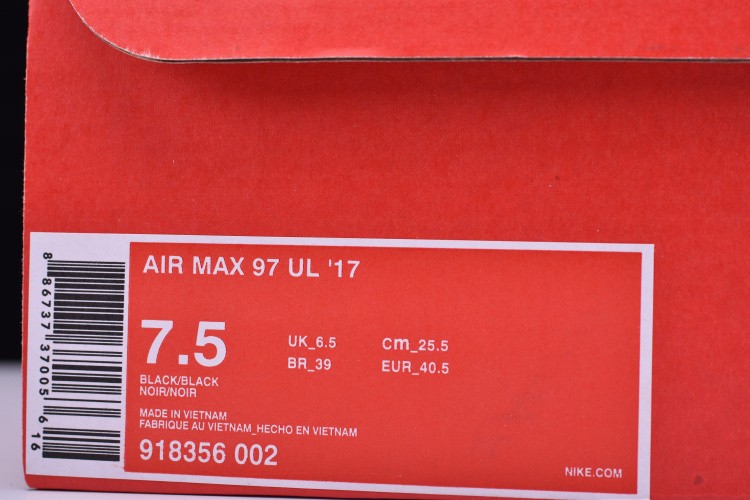 AIR MAX 97 UL '17
7.5
UK_6.5
cm_25.5
BR_39
EUR_40.5
BLACK/BLACK
NOIR/NOIR
MADE IN VIETNAM
FABRIQUE AU VIETNAM_HECHO EN VIETNAM
918356 002
NIKE.COM
8 86737 37005 6 16